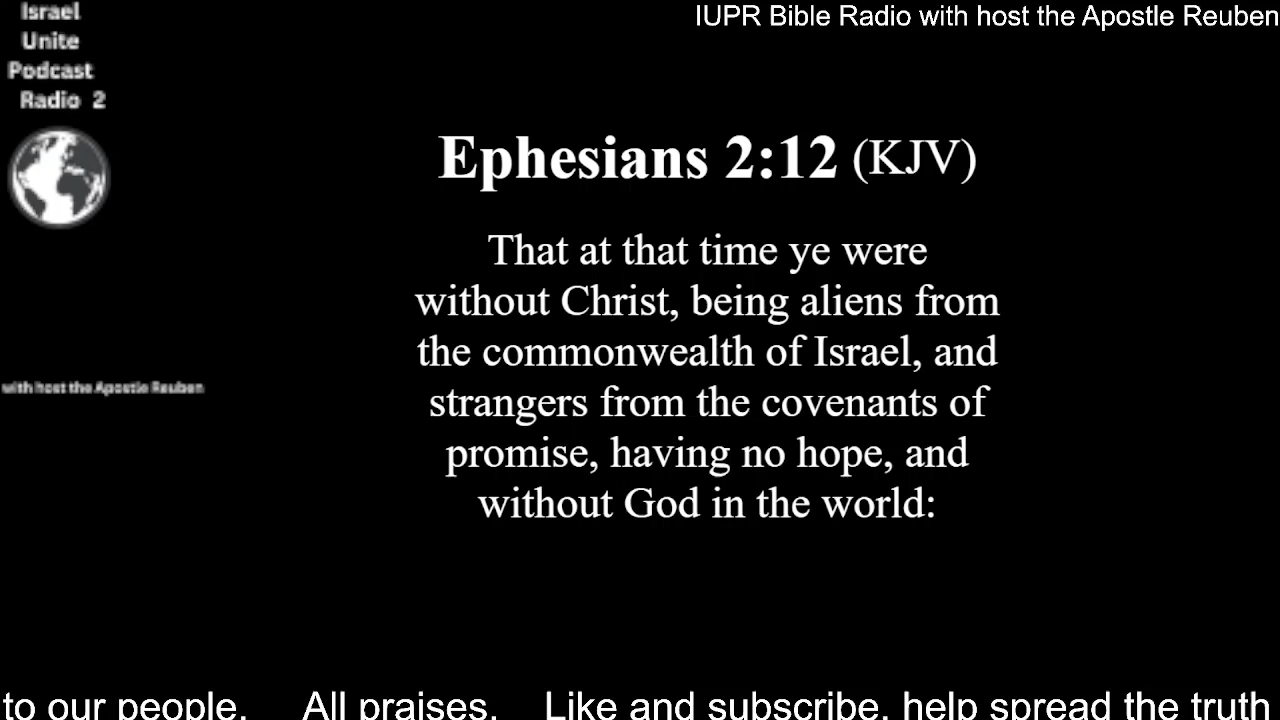 Israel
Unite
Podcast
Radio 2
IUPR Bible Radio with host the Apostle Reuben
Ephesians 2:12 (KJV)
That at that time ye were
without Christ, being aliens from
the commonwealth of Israel, and
strangers from the covenants of
promise, having no hope, and
without God in the world:
with host the Apostle Reuben
to our people. All praises. Like and subscribe, help spread the truth